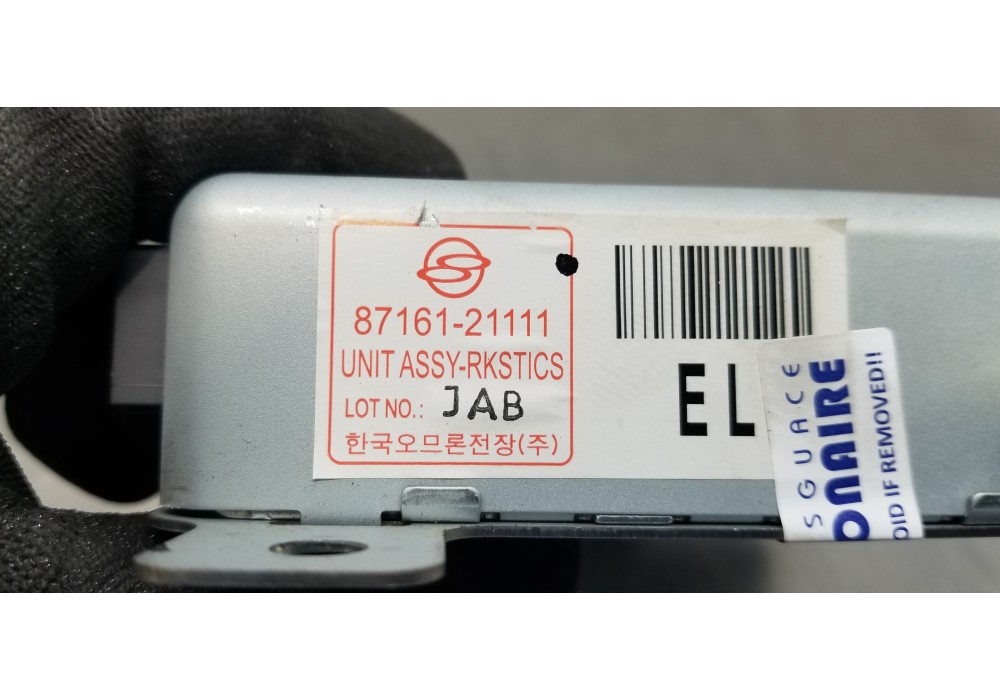 87161-21111
UNIT ASSY-RKSTICS
LOT NO.: JAB
한국오므론전장(주)
EL
SGUACE
ONAIRE
OID IF REMOVED!!